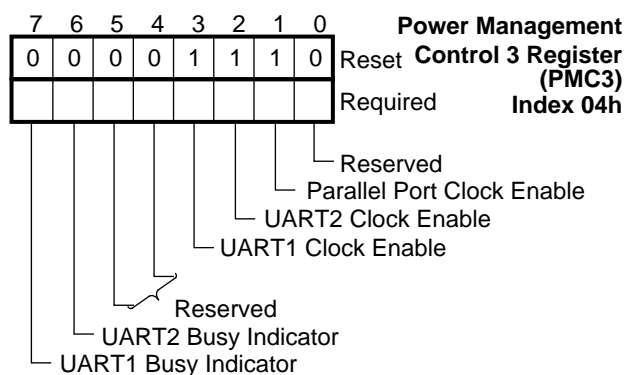 7 6 5 4 3 2 1 0
Power Management
0 0 0 0 1 1 1 0 Reset
Control 3 Register
(PMC3)
Required
Index 04h
Reserved
Parallel Port Clock Enable
UART2 Clock Enable
UART1 Clock Enable
Reserved
UART2 Busy Indicator
UART1 Busy Indicator